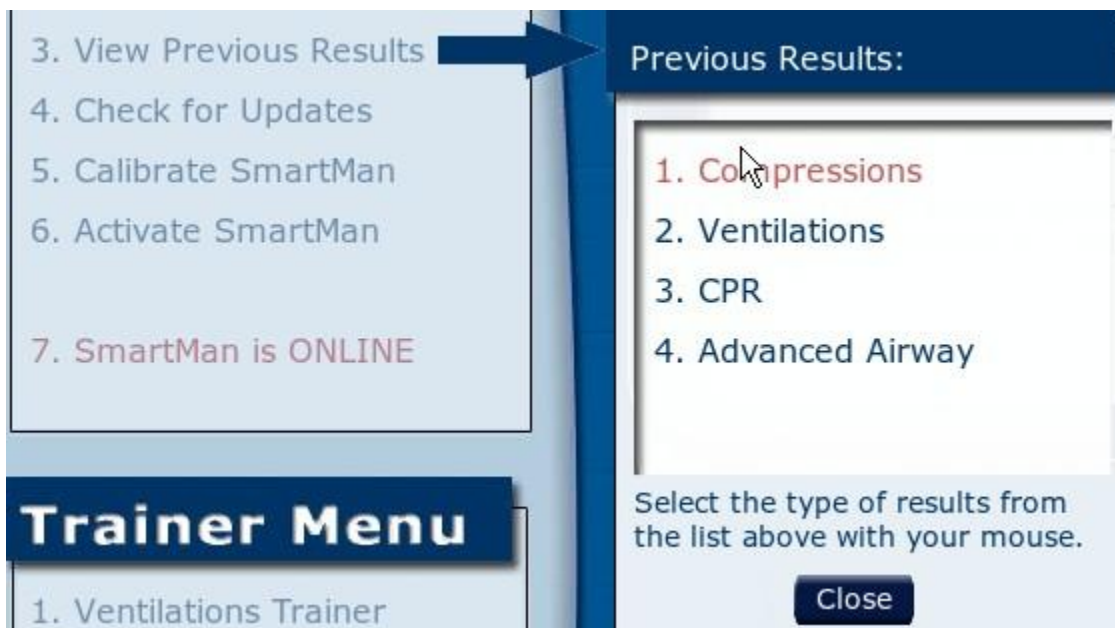 3. View Previous Results
4. Check for Updates
5. Calibrate SmartMan
6. Activate SmartMan
7. SmartMan is ONLINE
Trainer Menu
1. Ventilations Trainer
Previous Results:
1. Compressions
2. Ventilations
3. CPR
4. Advanced Airway
Select the type of results from
the list above with your mouse.
Close